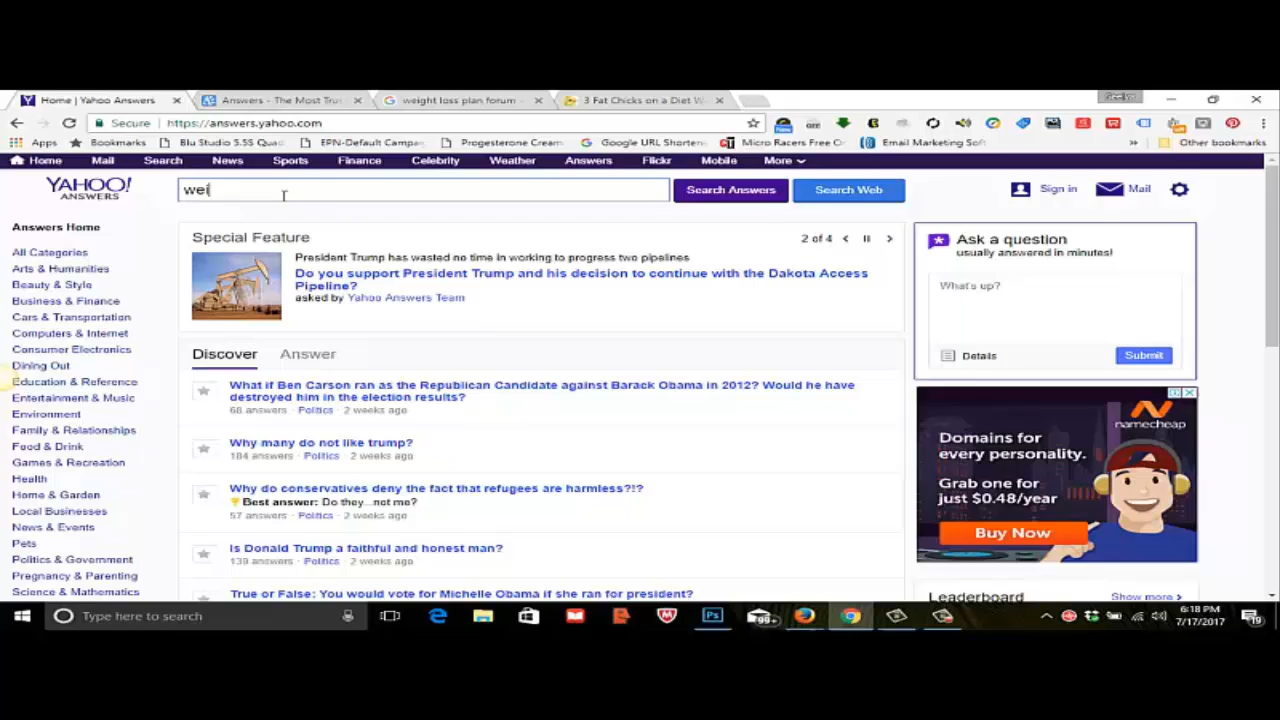 Home | Yahoo Answers
Answers - The Most Tru
weight loss plan forum -
3 Fat Chicks on a Diet W
Secure
https://answers.yahoo.com
Apps
Bookmarks
Blu Studio 5.5S Quad
EPN-Default Campa
Progesterone Cream
Google URL Shorten
Micro Racers Free O
Email Marketing Soft
»
Other bookmarks
Home Mail Search News Sports Finance Celebrity Weather Answers Flickr Mobile More
YAHOO!
ANSWERS
wei
Search Answers
Search Web
Sign in
Mail
Answers Home
All Categories
Arts & Humanities
Beauty & Style
Business & Finance
Cars & Transportation
Computers & Internet
Consumer Electronics
Dining Out
Education & Reference
Entertainment & Music
Environment
Family & Relationships
Food & Drink
Games & Recreation
Health
Home & Garden
Local Businesses
News & Events
Pets
Politics & Government
Pregnancy & Parenting
Science & Mathematics
Special Feature
2 of 4
President Trump has wasted no time in working to progress two pipelines
Do you support President Trump and his decision to continue with the Dakota Access
Pipeline?
asked by Yahoo Answers Team
Discover
Answer
What if Ben Carson ran as the Republican Candidate against Barack Obama in 2012? Would he have
destroyed him in the election results?
68 answers · Politics · 2 weeks ago
Why many do not like trump?
184 answers · Politics · 2 weeks ago
Why do conservatives deny the fact that refugees are harmless?!?
Best answer: Do they...not me?
57 answers · Politics · 2 weeks ago
Is Donald Trump a faithful and honest man?
139 answers · Politics · 2 weeks ago
True or False: You would vote for Michelle Obama if she ran for president?
Ask a question
usually answered in minutes!
What's up?
Details
Submit
namecheap
Domains for
every personality.
Grab one for
just $0.48/year
Buy Now
Leaderboard
Show more >
Type here to search
Ps
99+
6:18 PM
7/17/2017
19